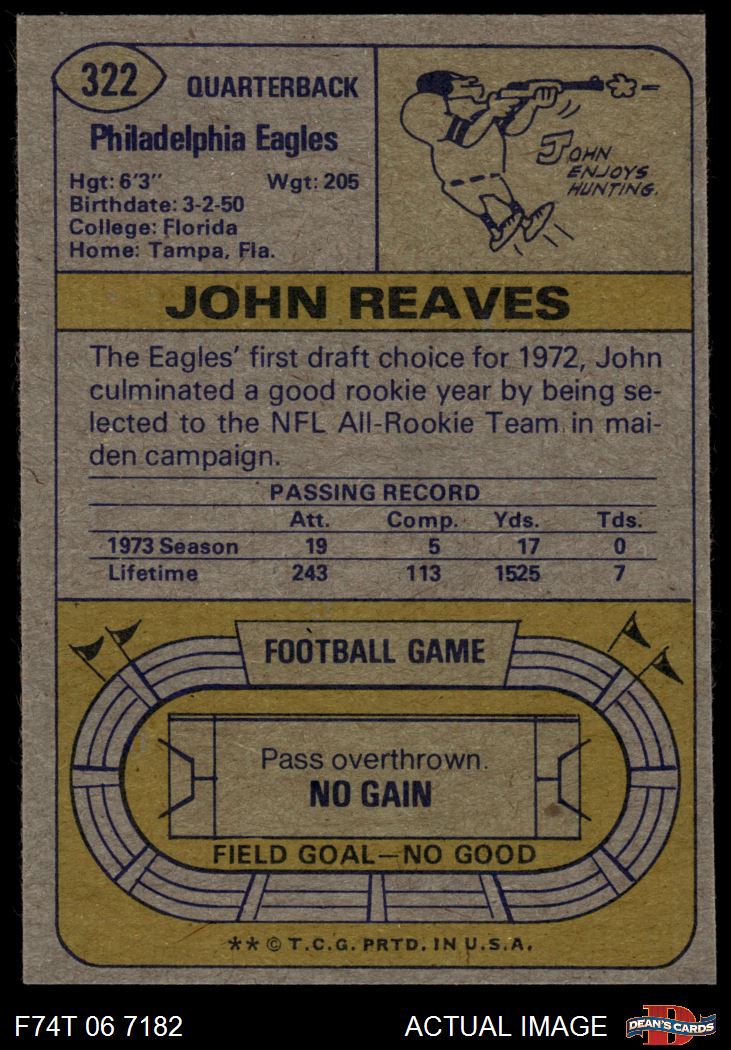 322
QUARTERBACK
Philadelphia Eagles
Hgt: 6'3" Wgt: 205
Birthdate: 3-2-50
College: Florida
Home: Tampa, Fla.
JOHN
ENJOYS
HUNTING.
JOHN REAVES
The Eagles' first draft choice for 1972, John
culminated a good rookie year by being se-
lected to the NFL All-Rookie Team in mai-
den campaign.
PASSING RECORD
Att. Comp. Yds. Tds.
1973 Season 19 5 17 0
Lifetime 243 113 1525 7
FOOTBALL GAME
Pass overthrown.
NO GAIN
FIELD GOAL—NO GOOD
**© T.C.G. PRTD. IN U.S.A.
F74T 06 7182 ACTUAL IMAGE
D
DEAN'S CARDS